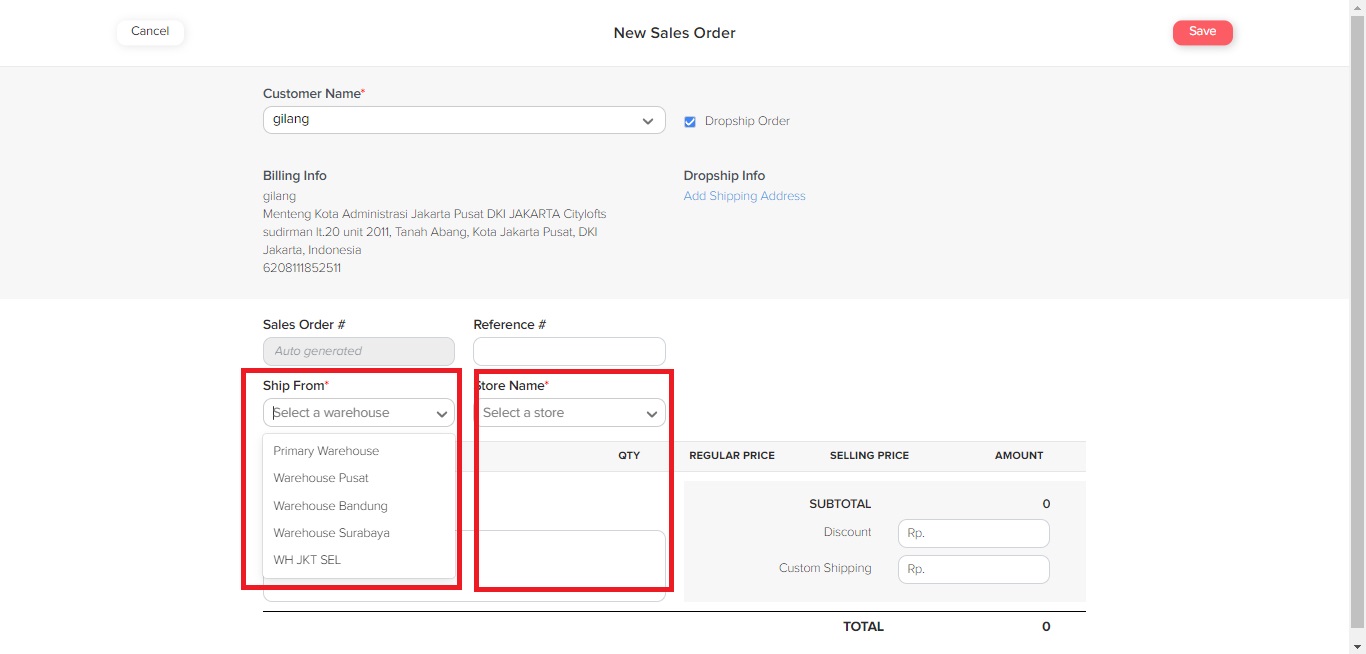 Cancel
New Sales Order
Save
Customer Name*
gilang
Dropship Order
Billing Info
gilang
Menteng Kota Administrasi Jakarta Pusat DKI JAKARTA Citylofts
sudirman lt.20 unit 2011, Tanah Abang, Kota Jakarta Pusat, DKI
Jakarta, Indonesia
6208111852511
Dropship Info
Add Shipping Address
Sales Order #
Auto generated
Reference #
Ship From*
Select a warehouse
Store Name*
Select a store
Primary Warehouse
Warehouse Pusat
Warehouse Bandung
Warehouse Surabaya
WH JKT SEL
QTY
REGULAR PRICE
SELLING PRICE
AMOUNT
SUBTOTAL
0
Discount
Rp.
Custom Shipping
Rp.
TOTAL
0